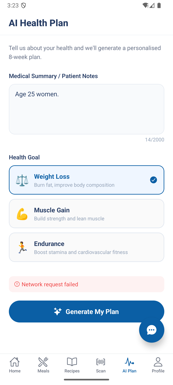 3:23
AI Health Plan
Tell us about your health and we'll generate a personalised
8-week plan.
Medical Summary / Patient Notes
Age 25 women.
14/2000
Health Goal
Weight Loss
Burn fat, improve body composition
Muscle Gain
Build strength and lean muscle
Endurance
Boost stamina and cardiovascular fitness
Network request failed
Generate My Plan
Home
Meals
Recipes
Scan
AI Plan
Profile